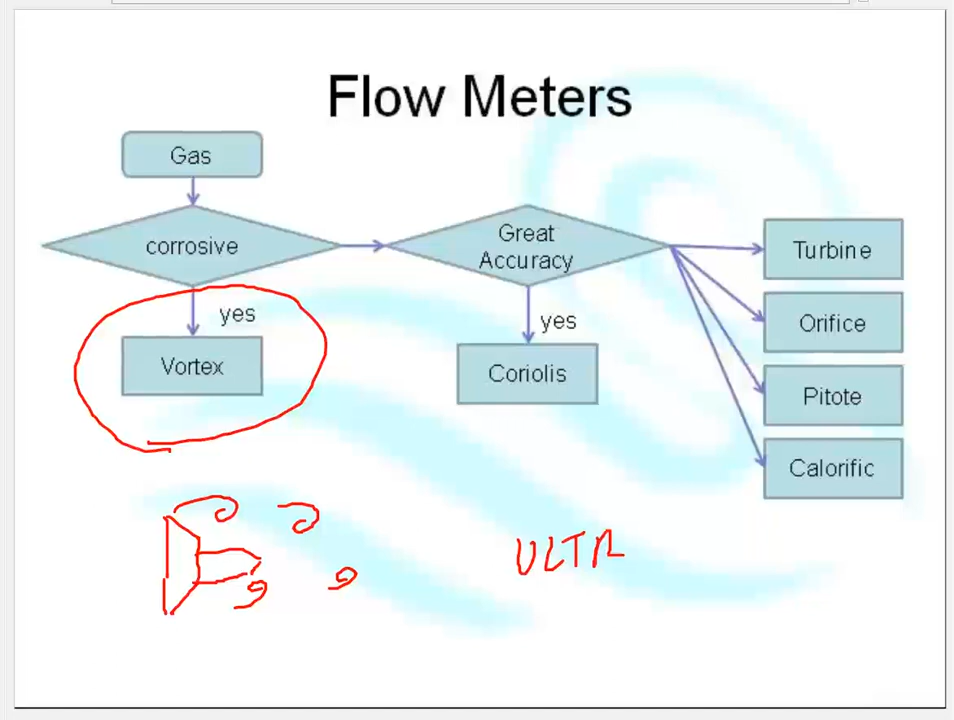 Flow Meters
Gas
corrosive
yes
Vortex
Great
Accuracy
yes
Coriolis
Turbine
Orifice
Pitote
Calorific
ULTR